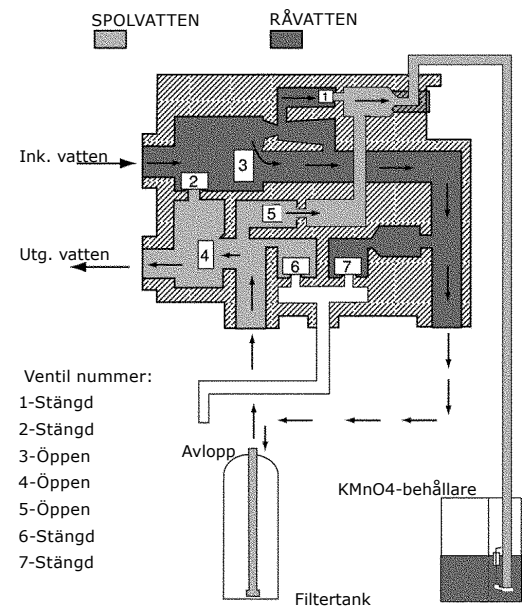 SPOLVATTEN
RÅVATTEN
1
Ink. vatten
3
2
5
Utg. vatten
4
6
7
Ventil nummer:
1-Stängd
2-Stängd
3-Öppen
4-Öppen
5-Öppen
6-Stängd
7-Stängd
Avlopp
KMnO4-behållare
Filtertank